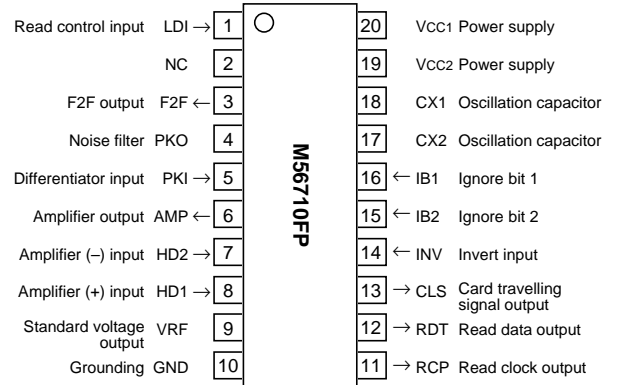 Read control input LDI → 1
NC 2
F2F output F2F ← 3
Noise filter PKO 4
Differentiator input PKI → 5
Amplifier output AMP ← 6
Amplifier (–) input HD2 → 7
Amplifier (+) input HD1 → 8
Standard voltage
output VRF 9
Grounding GND 10
M56710FP
20 VCC1 Power supply
19 VCC2 Power supply
18 CX1 Oscillation capacitor
17 CX2 Oscillation capacitor
16 ← IB1 Ignore bit 1
15 ← IB2 Ignore bit 2
14 ← INV Invert input
13 → CLS Card travelling
signal output
12 → RDT Read data output
11 → RCP Read clock output